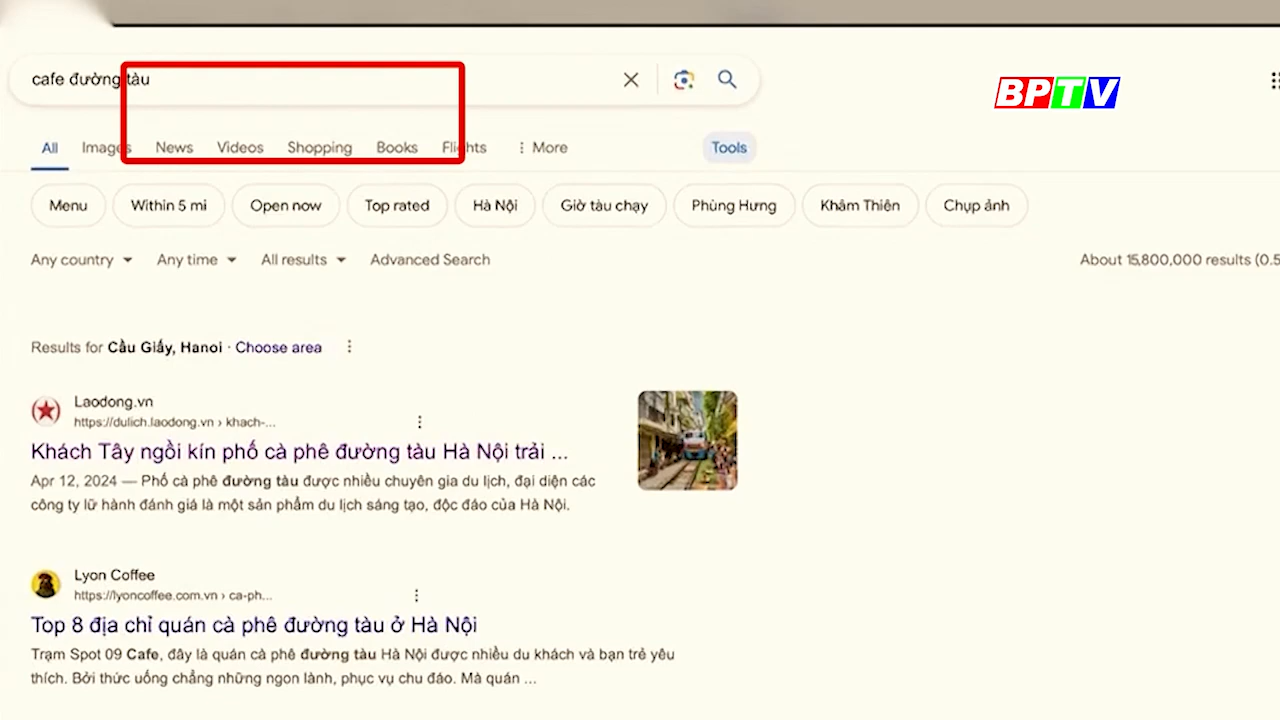 cafe đường tàu
BPTV
All Images News Videos Shopping Books Flights More Tools
Menu Within 5 mi Open now Top rated Hà Nội Giờ tàu chạy Phùng Hưng Khâm Thiên Chụp ảnh
Any country Any time All results Advanced Search About 15,800,000 results (0.5
Results for Cầu Giấy, Hanoi · Choose area
Laodong.vn
https://dulich.laodong.vn › khach-...
Khách Tây ngồi kín phố cà phê đường tàu Hà Nội trải ...
Apr 12, 2024 — Phố cà phê đường tàu được nhiều chuyên gia du lịch, đại diện các
công ty lữ hành đánh giá là một sản phẩm du lịch sáng tạo, độc đáo của Hà Nội.
Lyon Coffee
https://lyoncoffee.com.vn › ca-ph...
Top 8 địa chỉ quán cà phê đường tàu ở Hà Nội
Trạm Spot 09 Cafe, đây là quán cà phê đường tàu Hà Nội được nhiều du khách và bạn trẻ yêu
thích. Bởi thức uống chẳng những ngon lành, phục vụ chu đáo. Mà quán ...